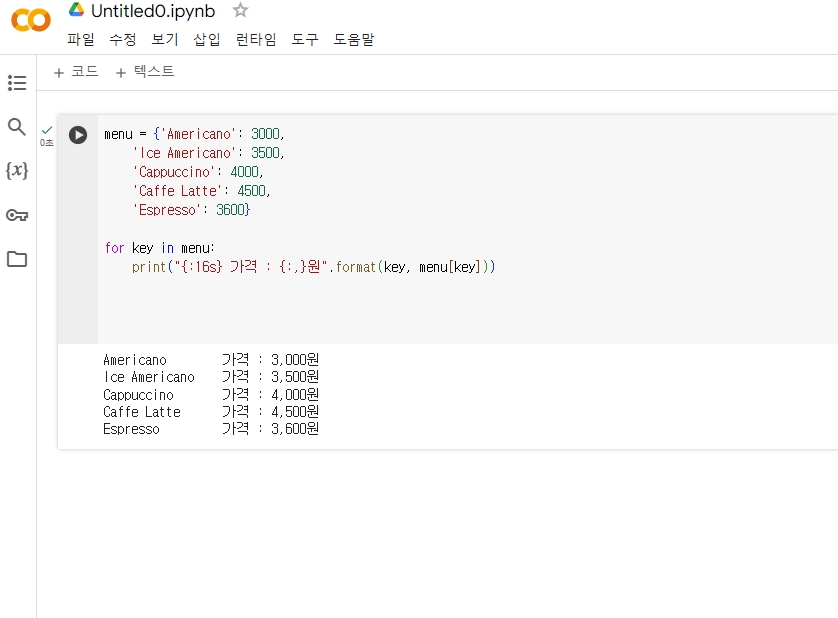 Untitled0.ipynb
파일 수정 보기 삽입 런타임 도구 도움말
+ 코드 + 텍스트
{x}
0초
menu = {'Americano': 3000,
    'Ice Americano': 3500,
    'Cappuccino': 4000,
    'Caffe Latte': 4500,
    'Espresso': 3600}
for key in menu:
    print("{:16s} 가격 : {:,}원".format(key, menu[key]))
Americano        가격 : 3,000원
Ice Americano    가격 : 3,500원
Cappuccino       가격 : 4,000원
Caffe Latte      가격 : 4,500원
Espresso         가격 : 3,600원